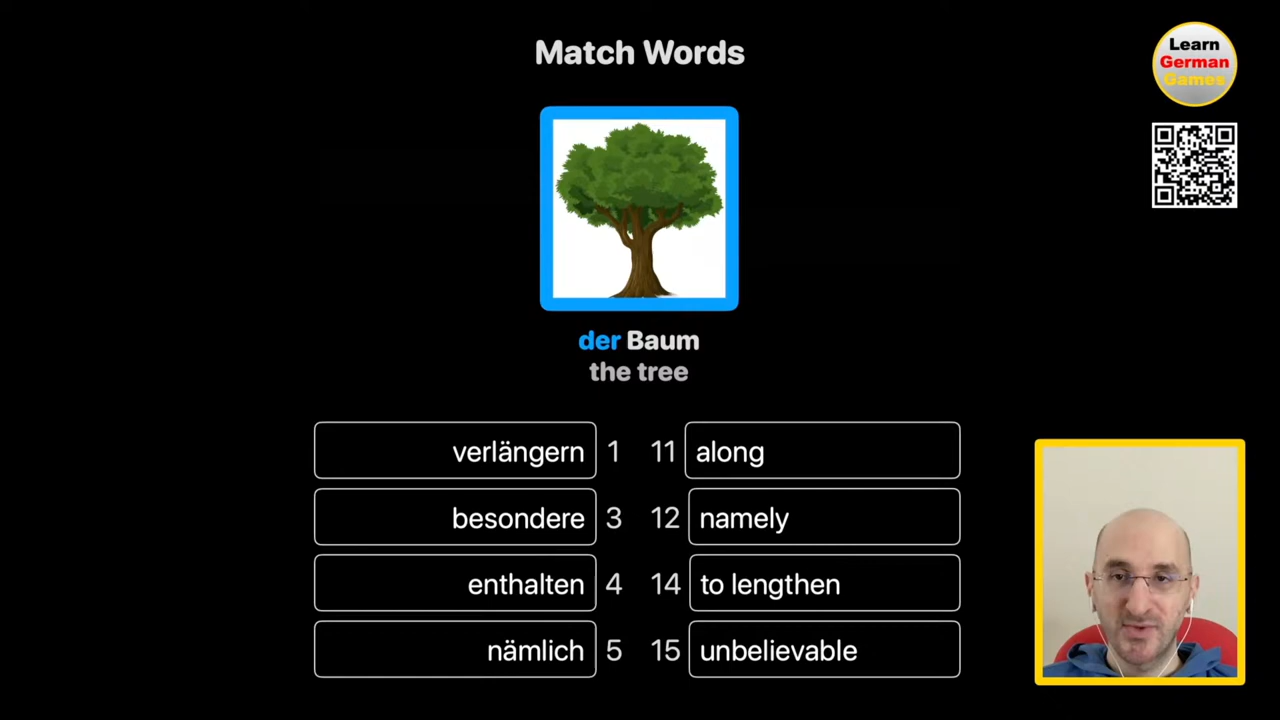 Match Words
Learn
German
Games
der Baum
the tree
verlängern 1 11 along
besondere 3 12 namely
enthalten 4 14 to lengthen
nämlich 5 15 unbelievable